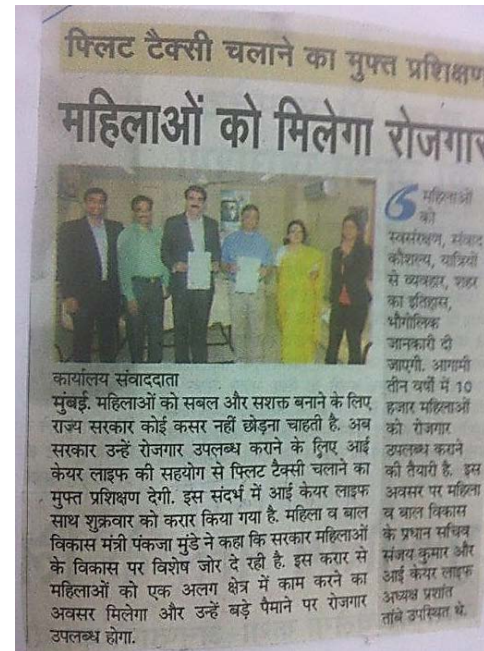 फ्लिट टैक्सी चलाने का मुफ्त प्रशिक्षण
महिलाओं को मिलेगा रोजगार
कार्यालय संवाददाता
मुंबई. महिलाओं को सबल और सशक्त बनाने के लिए
राज्य सरकार कोई कसर नहीं छोड़ना चाहती है. अब
सरकार उन्हें रोजगार उपलब्ध कराने के लिए आई
केयर लाइफ की सहयोग से फ्लिट टैक्सी चलाने का
मुफ्त प्रशिक्षण देगी. इस संदर्भ में आई केयर लाइफ
साथ शुक्रवार को करार किया गया है. महिला व बाल
विकास मंत्री पंकजा मुंडे ने कहा कि सरकार महिलाओं
के विकास पर विशेष जोर दे रही है. इस करार से
महिलाओं को एक अलग क्षेत्र में काम करने का
अवसर मिलेगा और उन्हें बड़े पैमाने पर रोजगार
उपलब्ध होगा.
महिलाओं
को
स्वसंरक्षण, संवाद
कौशल्य, यात्रियों
से व्यवहार, शहर
का इतिहास,
भौगोलिक
जानकारी दी
जाएगी. आगामी
तीन वर्षों में 10
हजार महिलाओं
को रोजगार
उपलब्ध कराने
की तैयारी है. इस
अवसर पर महिला
व बाल विकास
के प्रधान सचिव
संजय कुमार और
आई केयर लाइफ
अध्यक्ष प्रशांत
तांबे उपस्थित थे.